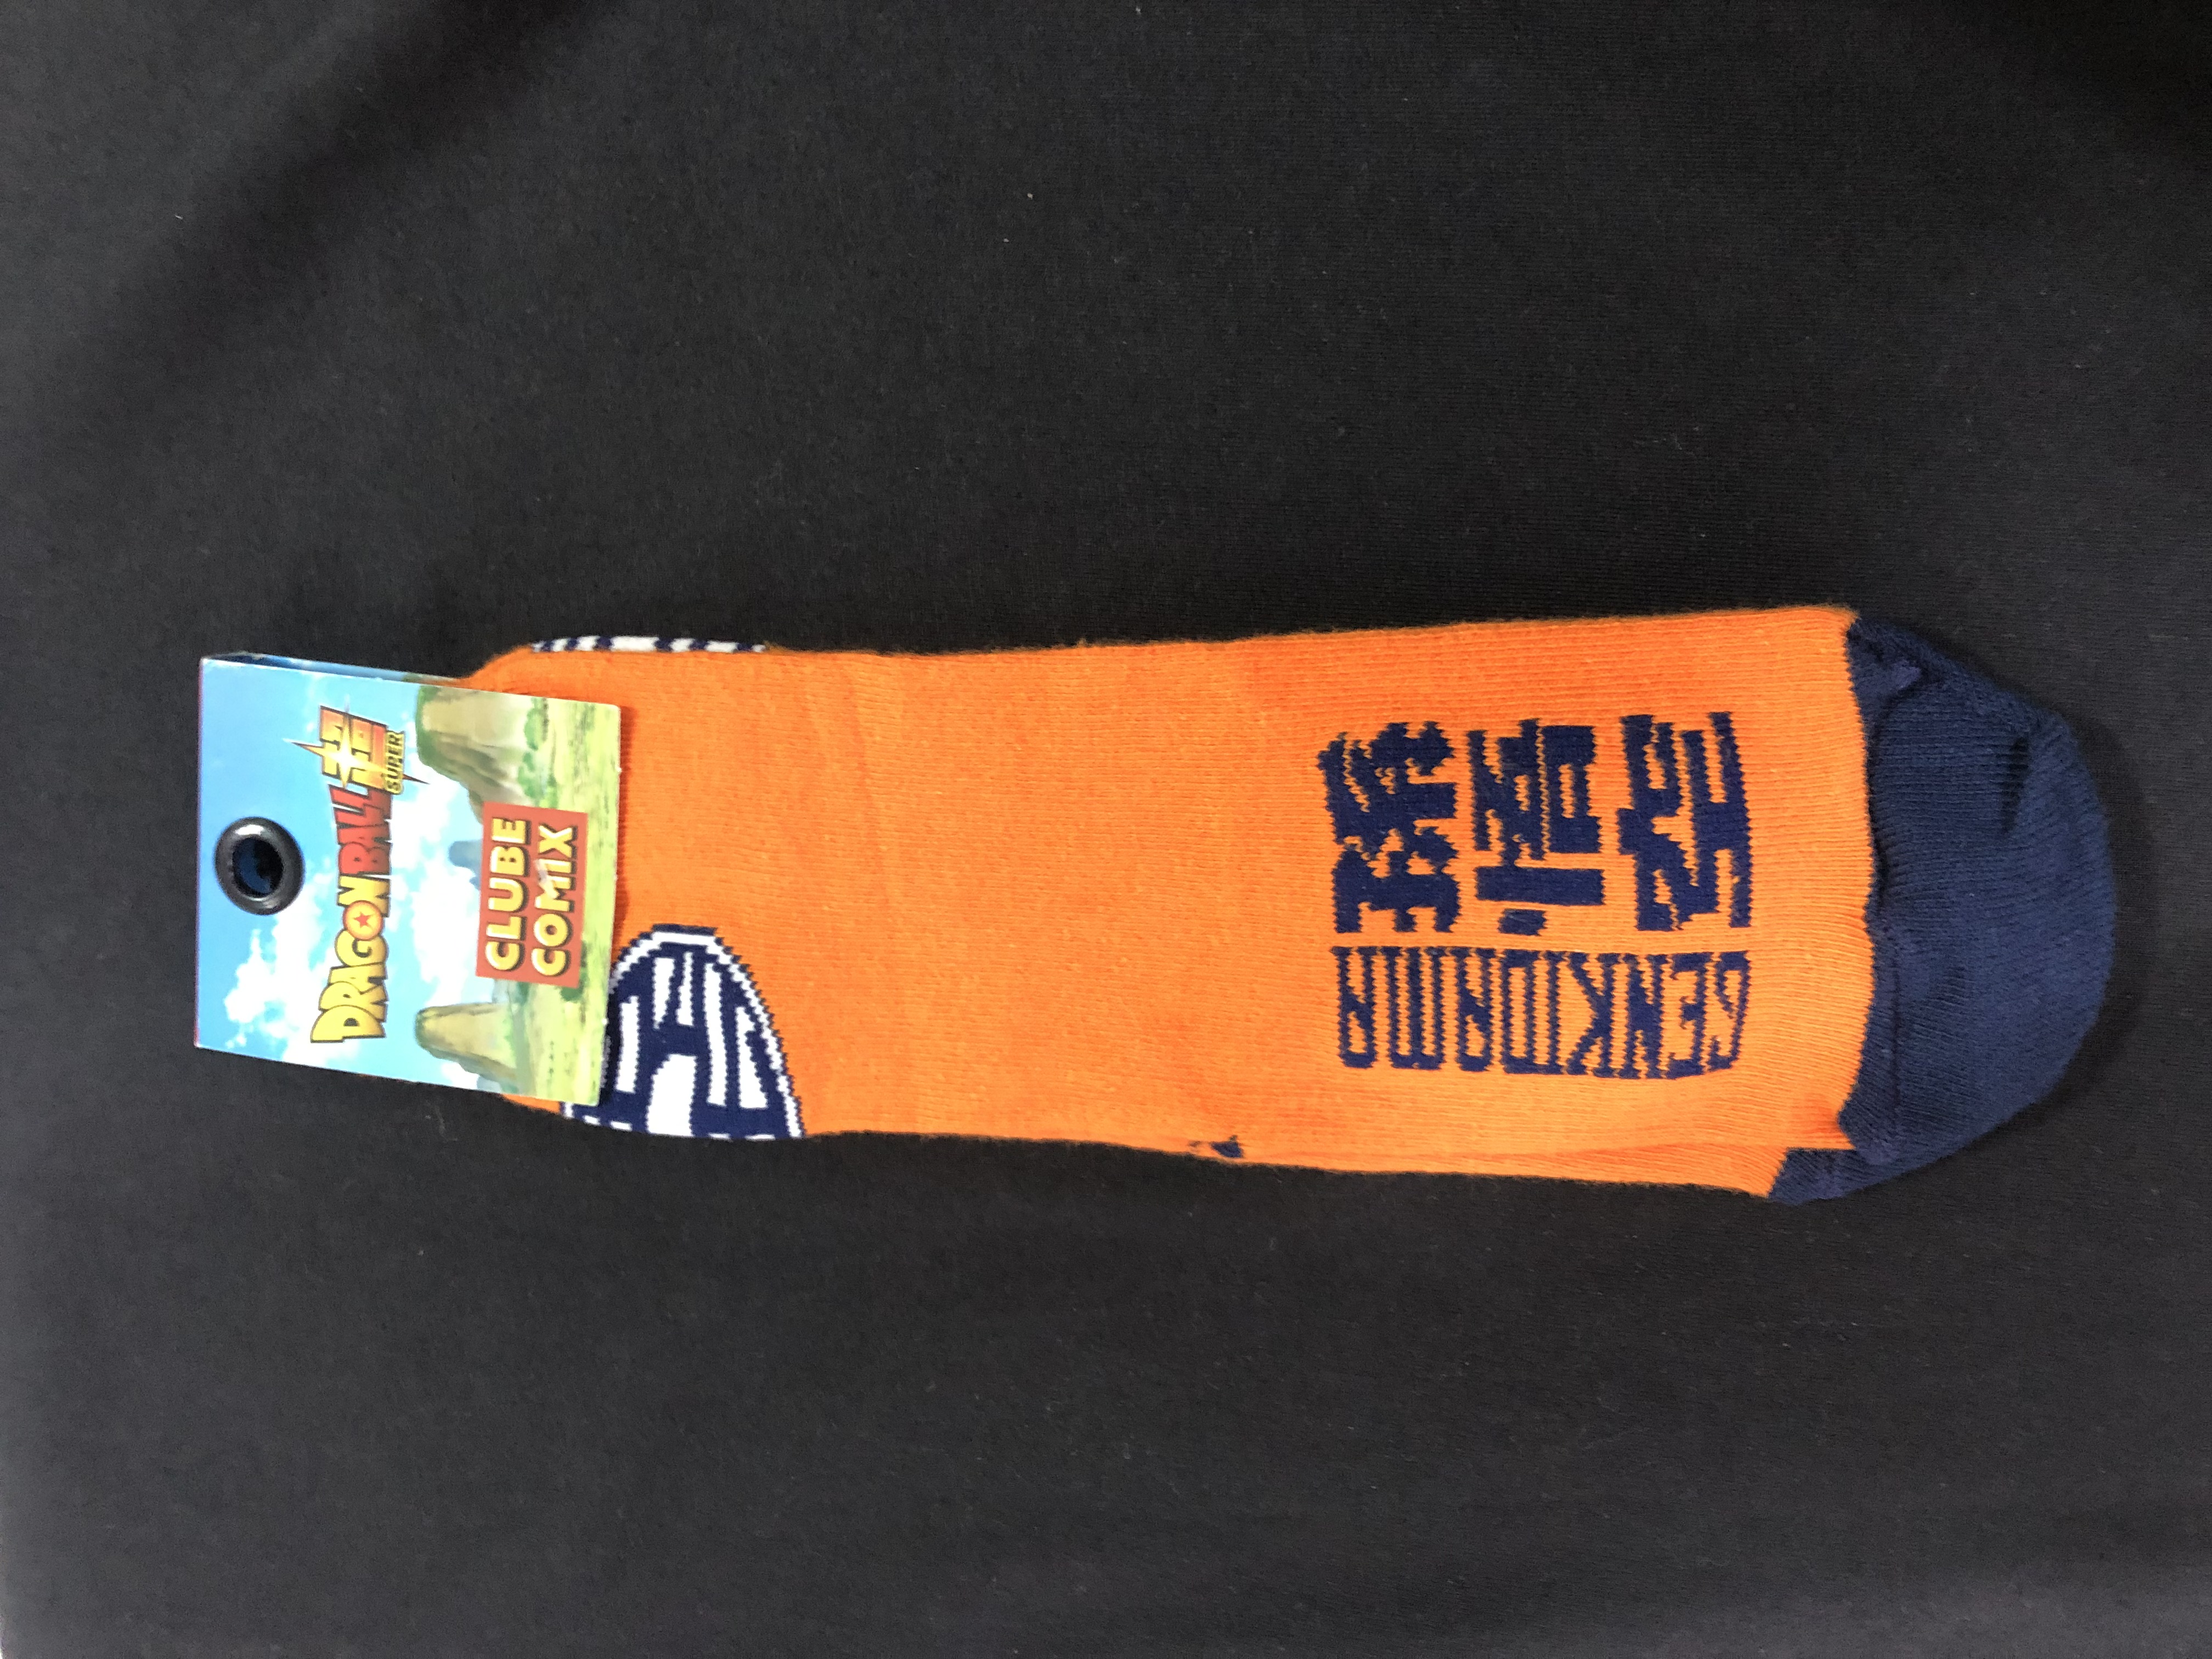 DRAGON BALL 超
SUPER
CLUBE
COMIX
孫悟空
GENKIDAMA